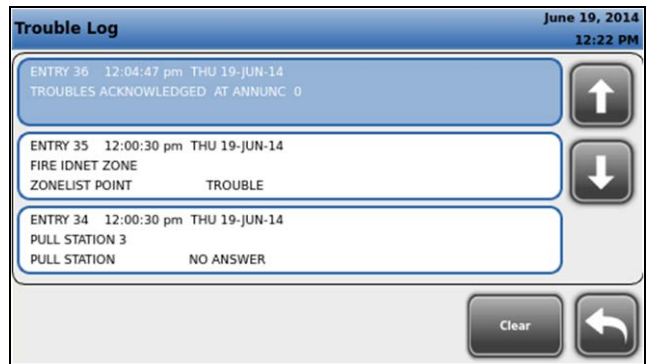 Trouble Log
June 19, 2014
12:22 PM
ENTRY 36 12:04:47 pm THU 19-JUN-14
TROUBLES ACKNOWLEDGED AT ANNUNC 0
ENTRY 35 12:00:30 pm THU 19-JUN-14
FIRE IDNET ZONE
ZONELIST POINT TROUBLE
ENTRY 34 12:00:30 pm THU 19-JUN-14
PULL STATION 3
PULL STATION NO ANSWER
Clear